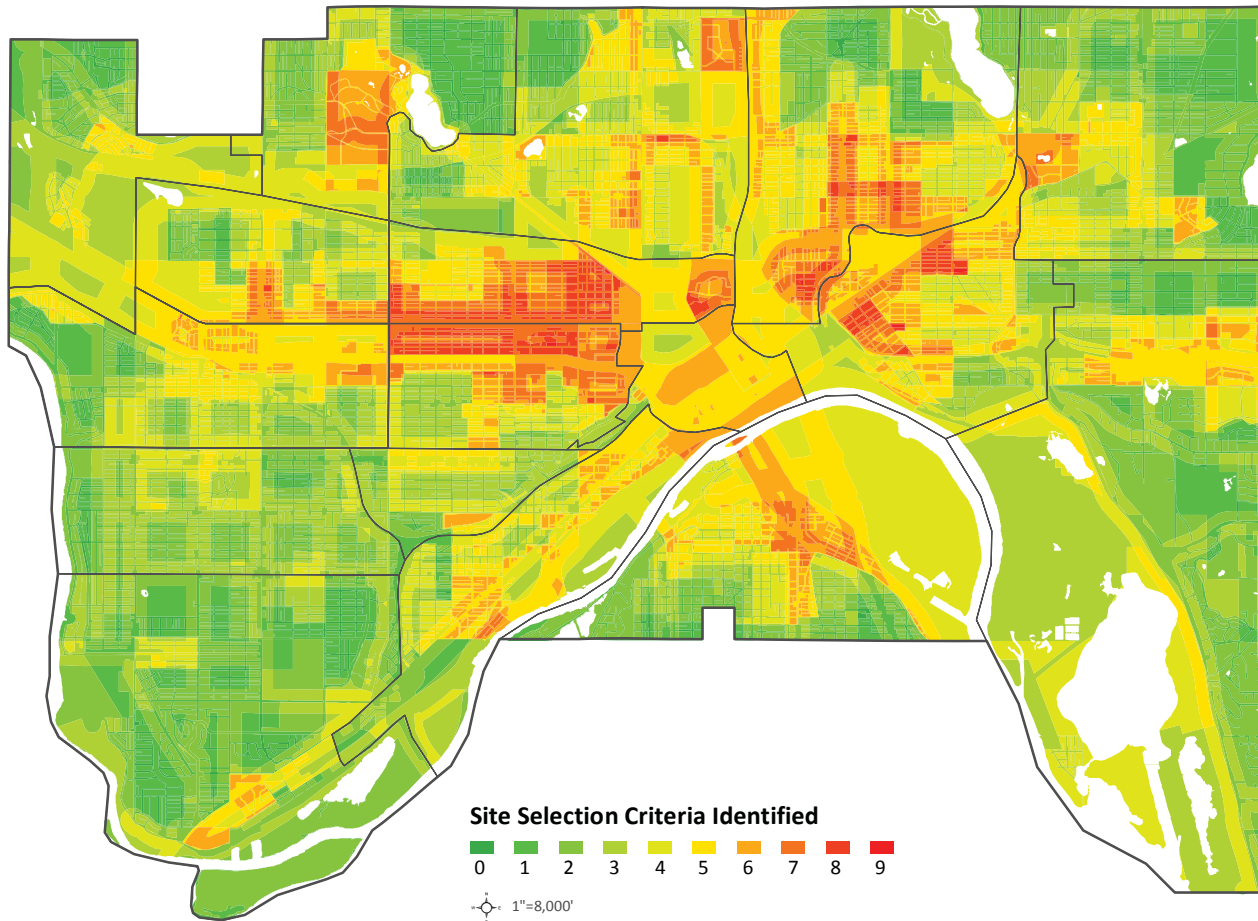 Site Selection Criteria Identified
0 1 2 3 4 5 6 7 8 9
N
W E
S
1"=8,000'